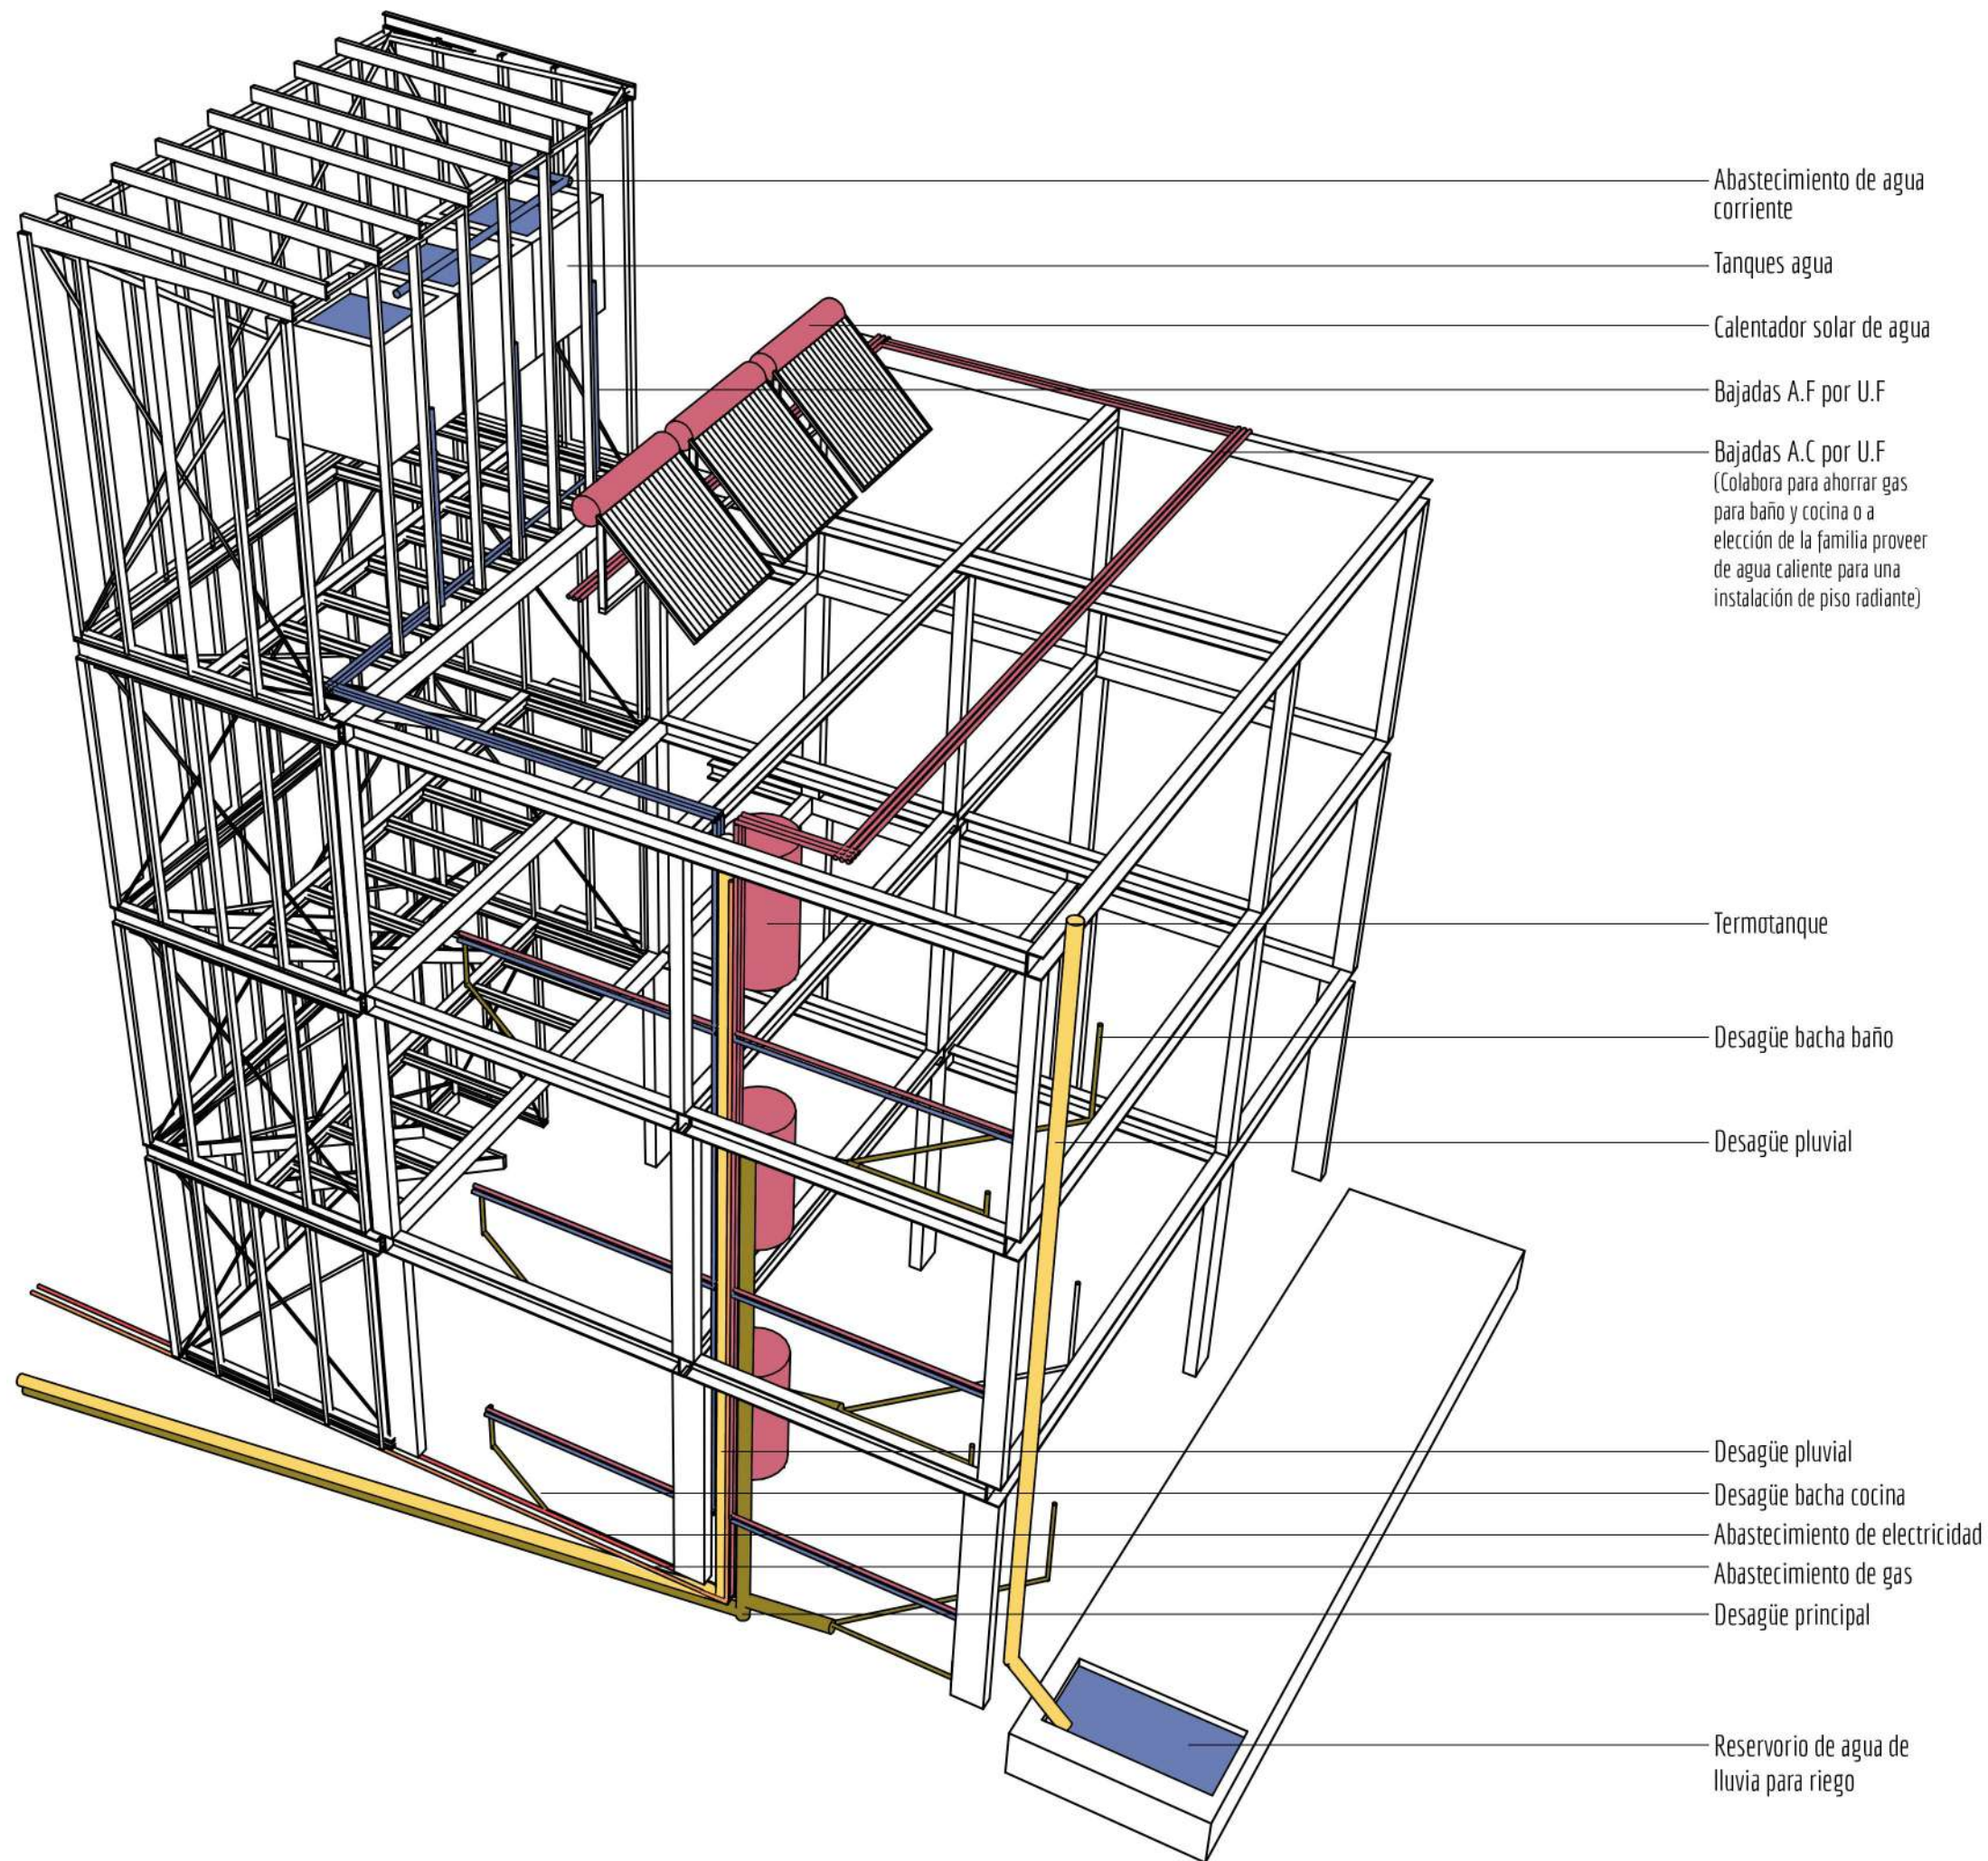 Abastecimiento de agua
corriente
Tanques agua
Calentador solar de agua
Bajadas A.F por U.F
Bajadas A.C por U.F
(Colabora para ahorrar gas
para baño y cocina o a
elección de la familia proveer
de agua caliente para una
instalación de piso radiante)
Termotanque
Desagüe bacha baño
Desagüe pluvial
Desagüe pluvial
Desagüe bacha cocina
Abastecimiento de electricidad
Abastecimiento de gas
Desagüe principal
Reservorio de agua de
lluvia para riego